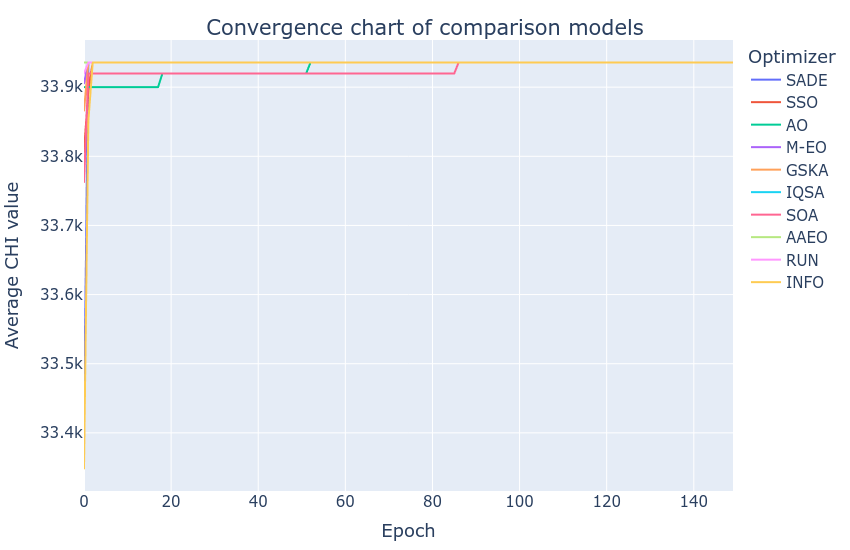 Convergence chart of comparison models
Optimizer
SADE
SSO
AO
M-EO
GSKA
IQSA
SOA
AAEO
RUN
INFO
Average CHI value
33.9k
33.8k
33.7k
33.6k
33.5k
33.4k
0 20 40 60 80 100 120 140
Epoch